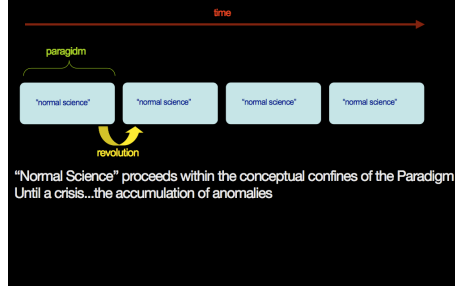 time
paragidm
"normal science" "normal science" "normal science" "normal science"
revolution
“Normal Science” proceeds within the conceptual confines of the Paradigm
Until a crisis...the accumulation of anomalies